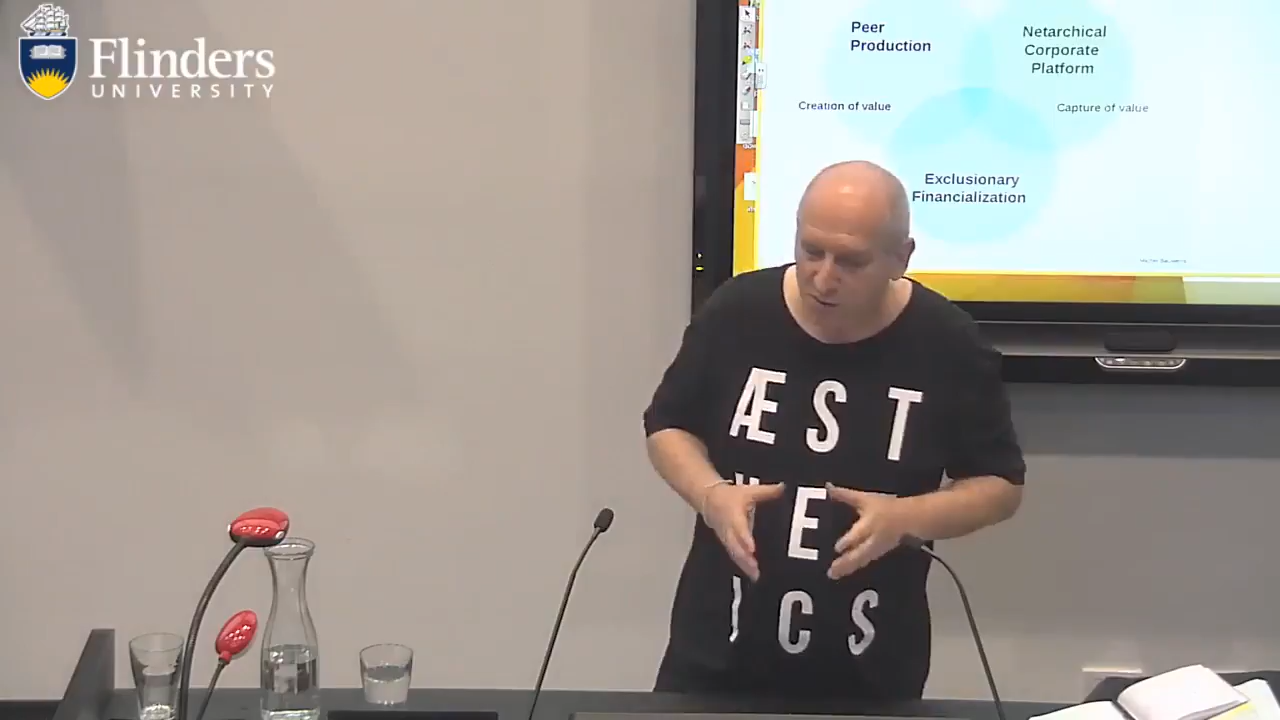 Flinders
UNIVERSITY
Peer
Production
Netarchical
Corporate
Platform
Creation of value
Capture of value
Exclusionary
Financialization
ÆST
E
ICS